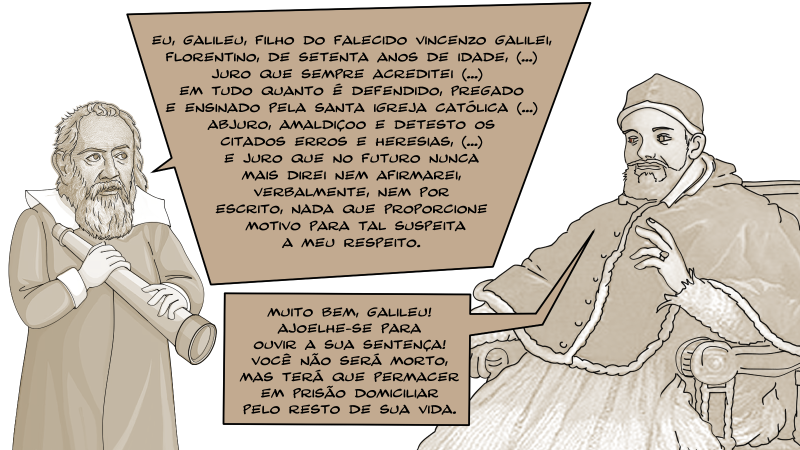 EU, GALILEU, FILHO DO FALECIDO VINCENZO GALILEI,
FLORENTINO, DE SETENTA ANOS DE IDADE, (...)
JURO QUE SEMPRE ACREDITEI (...)
EM TUDO QUANTO É DEFENDIDO, PREGADO
E ENSINADO PELA SANTA IGREJA CATÓLICA (...)
ABJURO, AMALDIÇOO E DETESTO OS
CITADOS ERROS E HERESIAS, (...)
E JURO QUE NO FUTURO NUNCA
MAIS DIREI NEM AFIRMAREI,
VERBALMENTE, NEM POR
ESCRITO, NADA QUE PROPORCIONE
MOTIVO PARA TAL SUSPEITA
A MEU RESPEITO.
MUITO BEM, GALILEU!
AJOELHE-SE PARA
OUVIR A SUA SENTENÇA!
VOCÊ NÃO SERÁ MORTO,
MAS TERÁ QUE PERMACER
EM PRISÃO DOMICILIAR
PELO RESTO DE SUA VIDA.